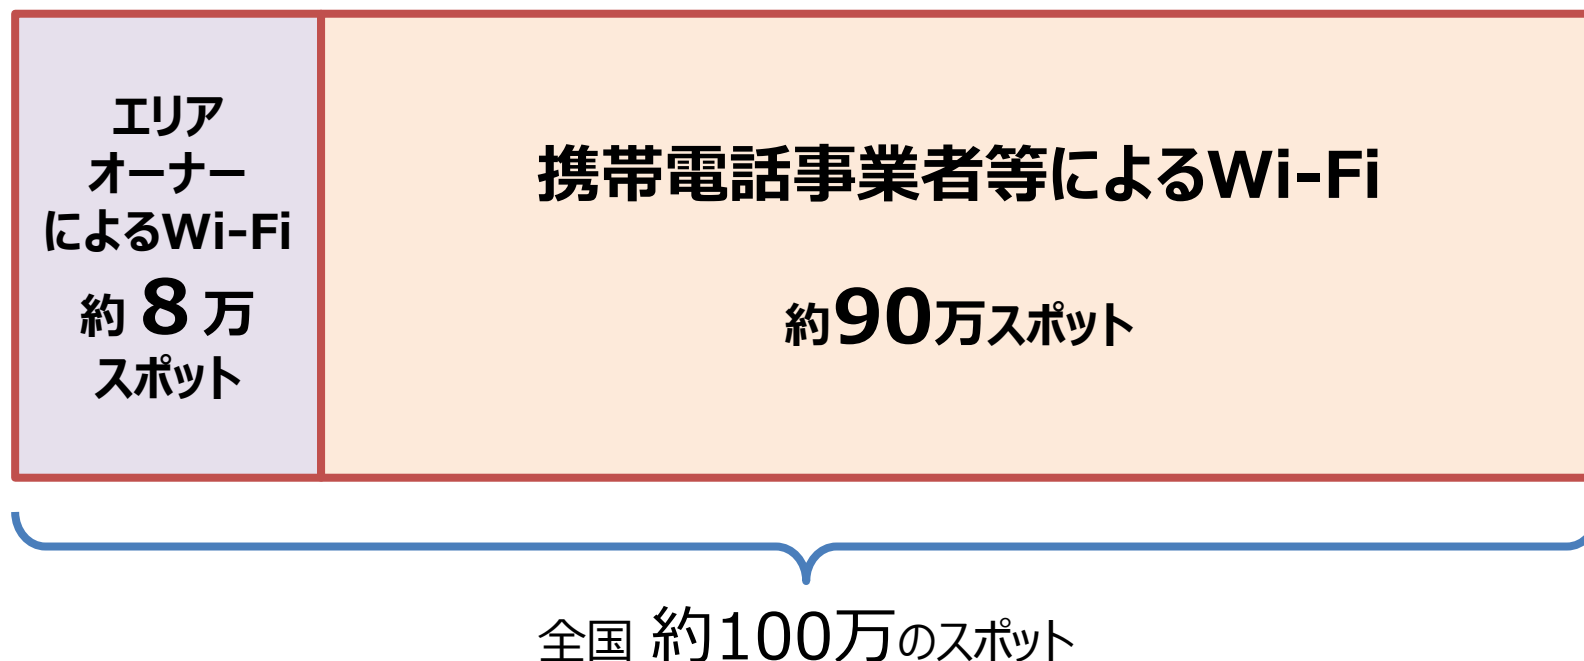 エリア
オーナー
によるWi-Fi
約 8 万
スポット
携帯電話事業者等によるWi-Fi
約90万スポット
全国 約100万のスポット